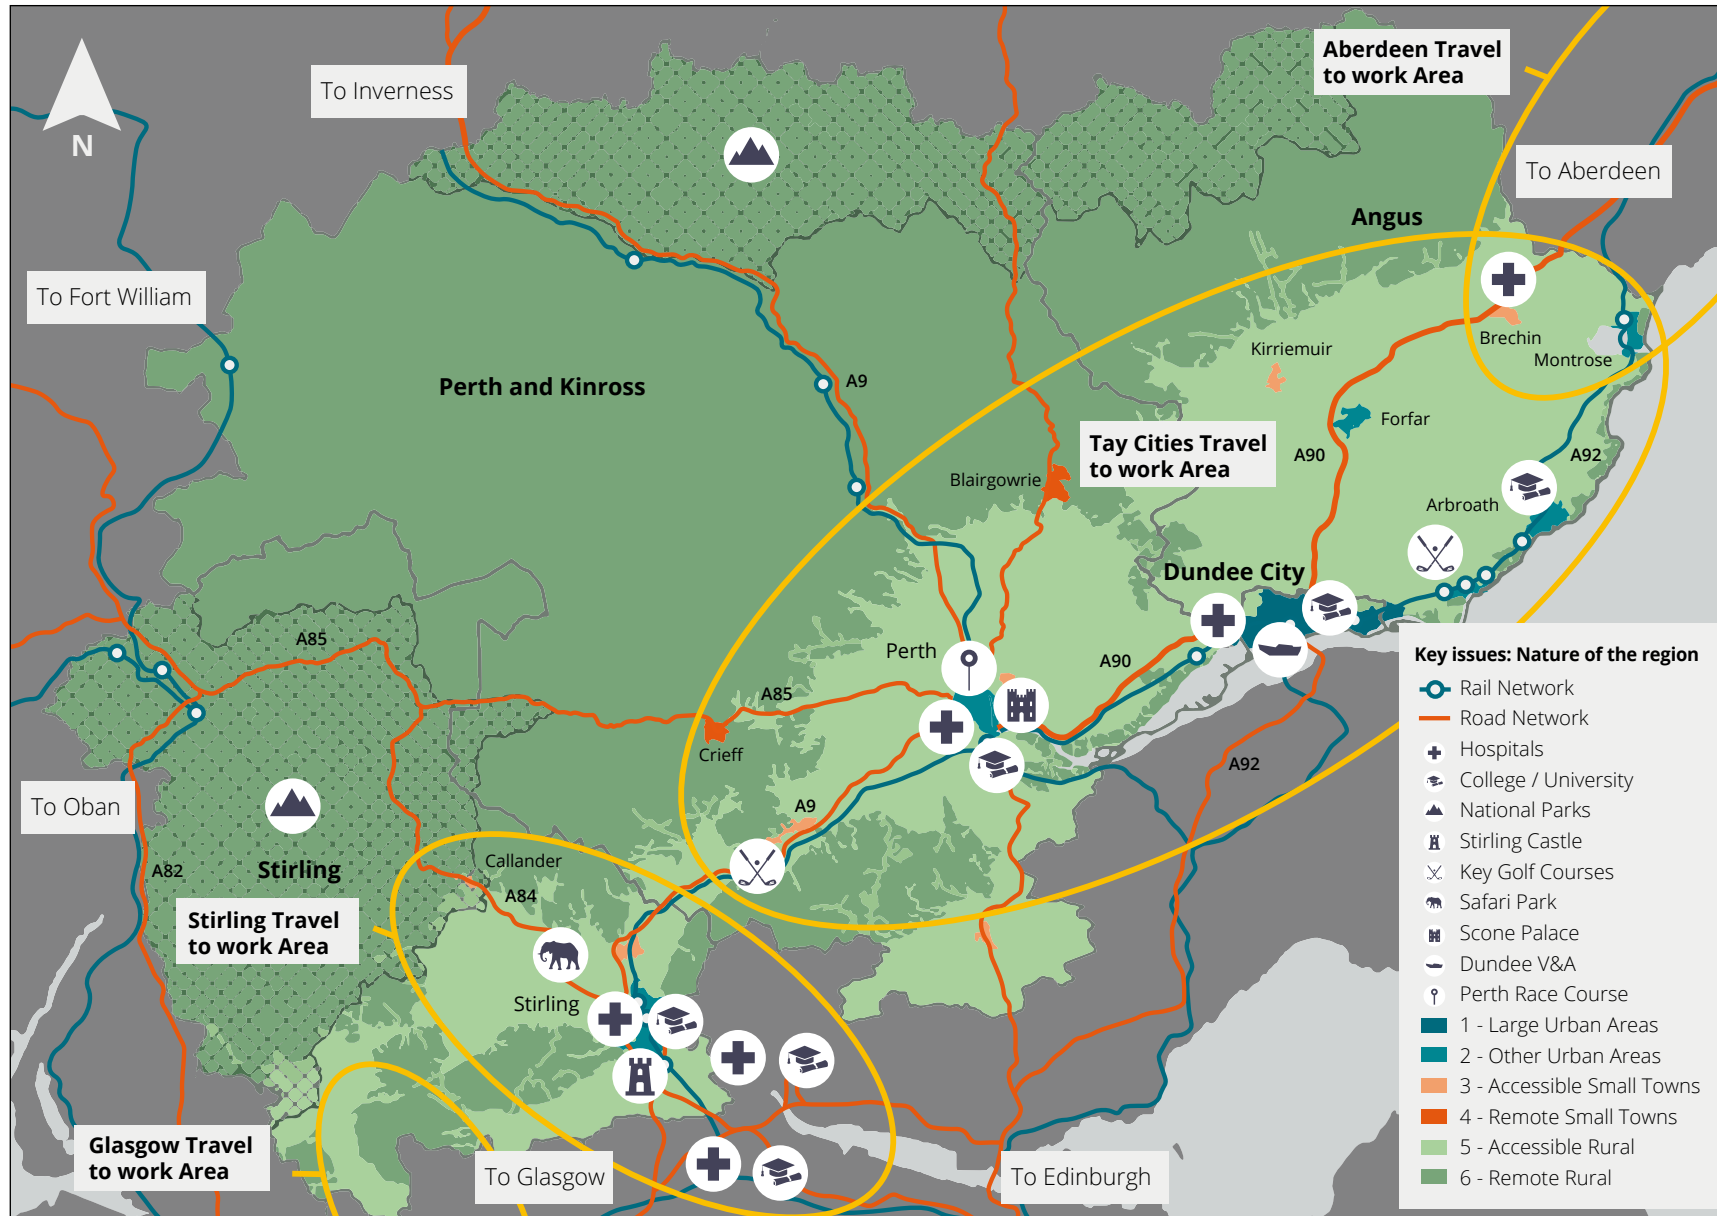 Aberdeen Travel
to work Area
To Inverness
N
To Aberdeen
Angus
To Fort William
Brechin
Kirriemuir
Montrose
Perth and Kinross
A9
Forfar
Tay Cities Travel
to work Area
A90
A92
Blairgowrie
Arbroath
Dundee City
A85
Perth
A90
A85
Crieff
A92
To Oban
A9
A82
Stirling
Callander
A84
Stirling Travel
to work Area
Stirling
Glasgow Travel
to work Area
To Glasgow
To Edinburgh
Key issues: Nature of the region
Rail Network
Road Network
Hospitals
College / University
National Parks
Stirling Castle
Key Golf Courses
Safari Park
Scone Palace
Dundee V&A
Perth Race Course
1 - Large Urban Areas
2 - Other Urban Areas
3 - Accessible Small Towns
4 - Remote Small Towns
5 - Accessible Rural
6 - Remote Rural